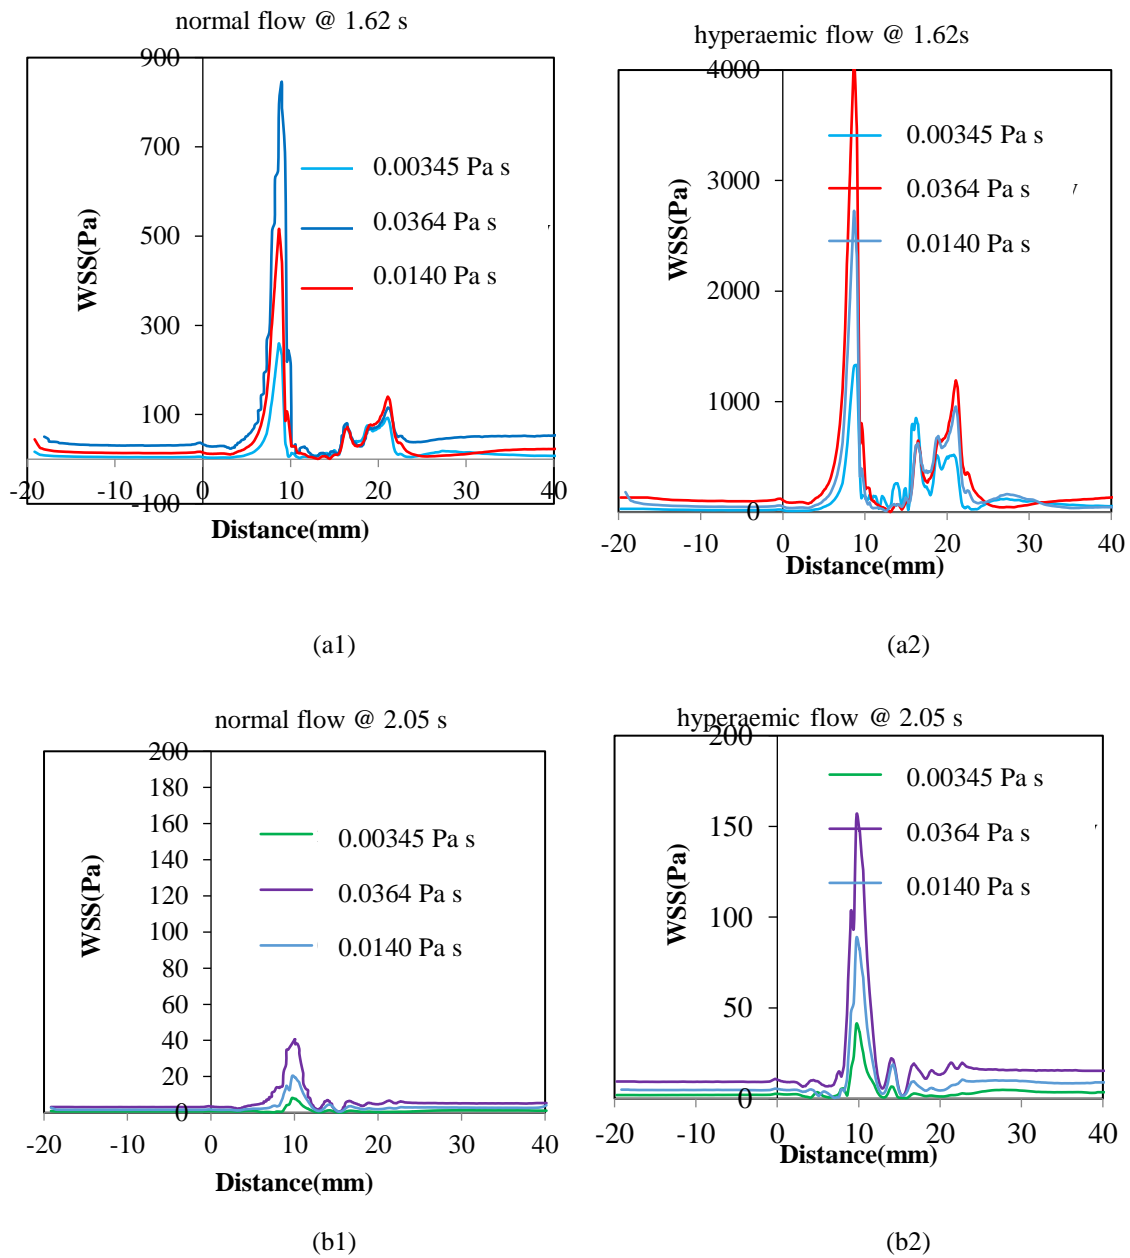 normal flow @ 1.62 s
900
700
500
300
100
-100
WSS(Pa)
0.00345 Pa s
0.0364 Pa s
0.0140 Pa s
-20 -10 0 10 20 30 40
Distance(mm)
(a1)
hyperaemic flow @ 1.62s
4000
3000
2000
1000
0
WSS(Pa)
0.00345 Pa s
0.0364 Pa s
0.0140 Pa s
-20 -10 0 10 20 30 40
Distance(mm)
(a2)
normal flow @ 2.05 s
200
180
160
140
120
100
80
60
40
20
0
WSS(Pa)
0.00345 Pa s
0.0364 Pa s
0.0140 Pa s
-20 -10 0 10 20 30 40
Distance(mm)
(b1)
hyperaemic flow @ 2.05 s
200
150
100
50
0
WSS(Pa)
0.00345 Pa s
0.0364 Pa s
0.0140 Pa s
-20 -10 0 10 20 30 40
Distance(mm)
(b2)